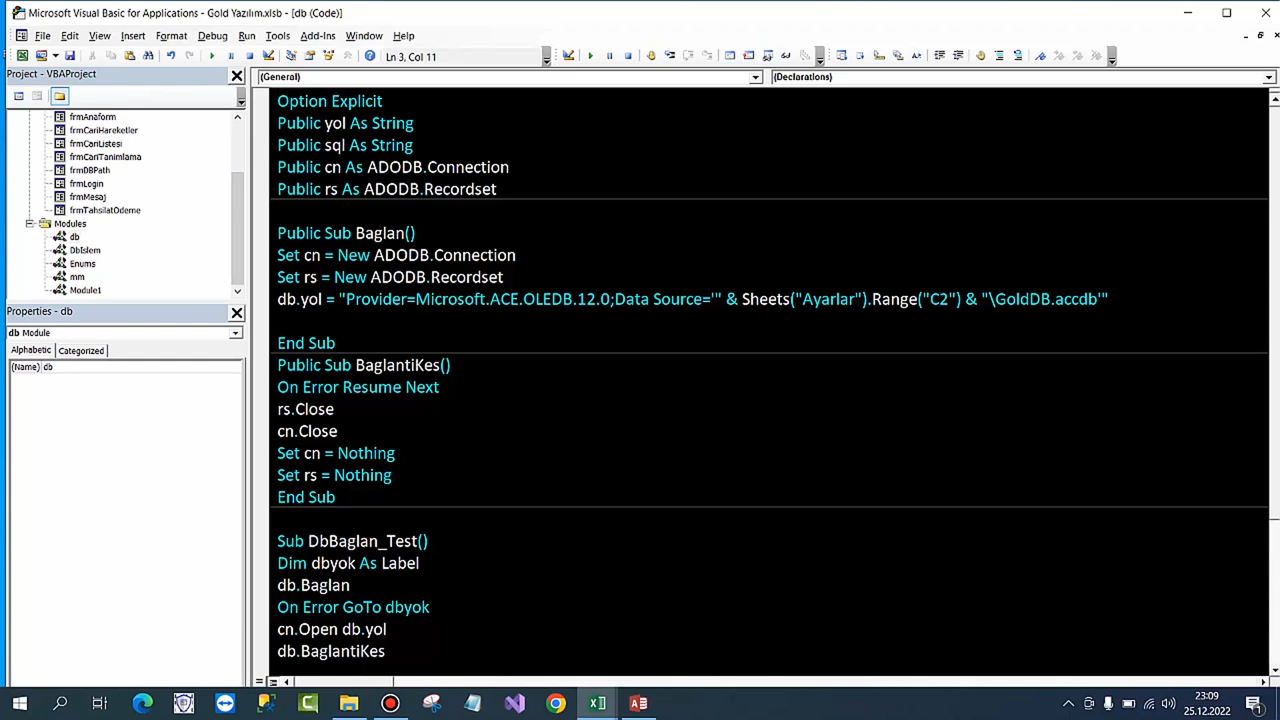 Microsoft Visual Basic for Applications - Gold Yazılım.xlsb - [db (Code)]
File Edit View Insert Format Debug Run Tools Add-Ins Window Help
Ln 3, Col 11
Project - VBAProject
frmAnaform
frmCariHareketler
frmCariListesi
frmCariTanimlama
frmDBPath
frmLogin
frmMesaj
frmTahsilatOdeme
Modules
db
DbIslem
Enums
mm
Module1
Properties - db
db Module
Alphabetic Categorized
(Name) db
(General) (Declarations)
Option Explicit
Public yol As String
Public sql As String
Public cn As ADODB.Connection
Public rs As ADODB.Recordset
Public Sub Baglan()
Set cn = New ADODB.Connection
Set rs = New ADODB.Recordset
db.yol = "Provider=Microsoft.ACE.OLEDB.12.0;Data Source='" & Sheets("Ayarlar").Range("C2") & "\GoldDB.accdb'"
End Sub
Public Sub BaglantiKes()
On Error Resume Next
rs.Close
cn.Close
Set cn = Nothing
Set rs = Nothing
End Sub
Sub DbBaglan_Test()
Dim dbyok As Label
db.Baglan
On Error GoTo dbyok
cn.Open db.yol
db.BaglantiKes
23:09
25.12.2022